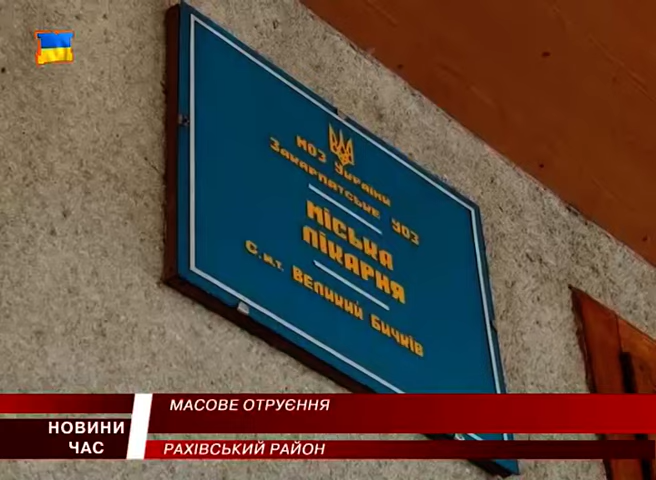 МОЗ УКРАЇНИ
ЗАКАРПАТСЬКЕ УОЗ
МІСЬКА
ЛІКАРНЯ
С.М.Т. ВЕЛИКИЙ БИЧКІВ
МАСОВЕ ОТРУЄННЯ
НОВИНИ
ЧАС
РАХІВСЬКИЙ РАЙОН